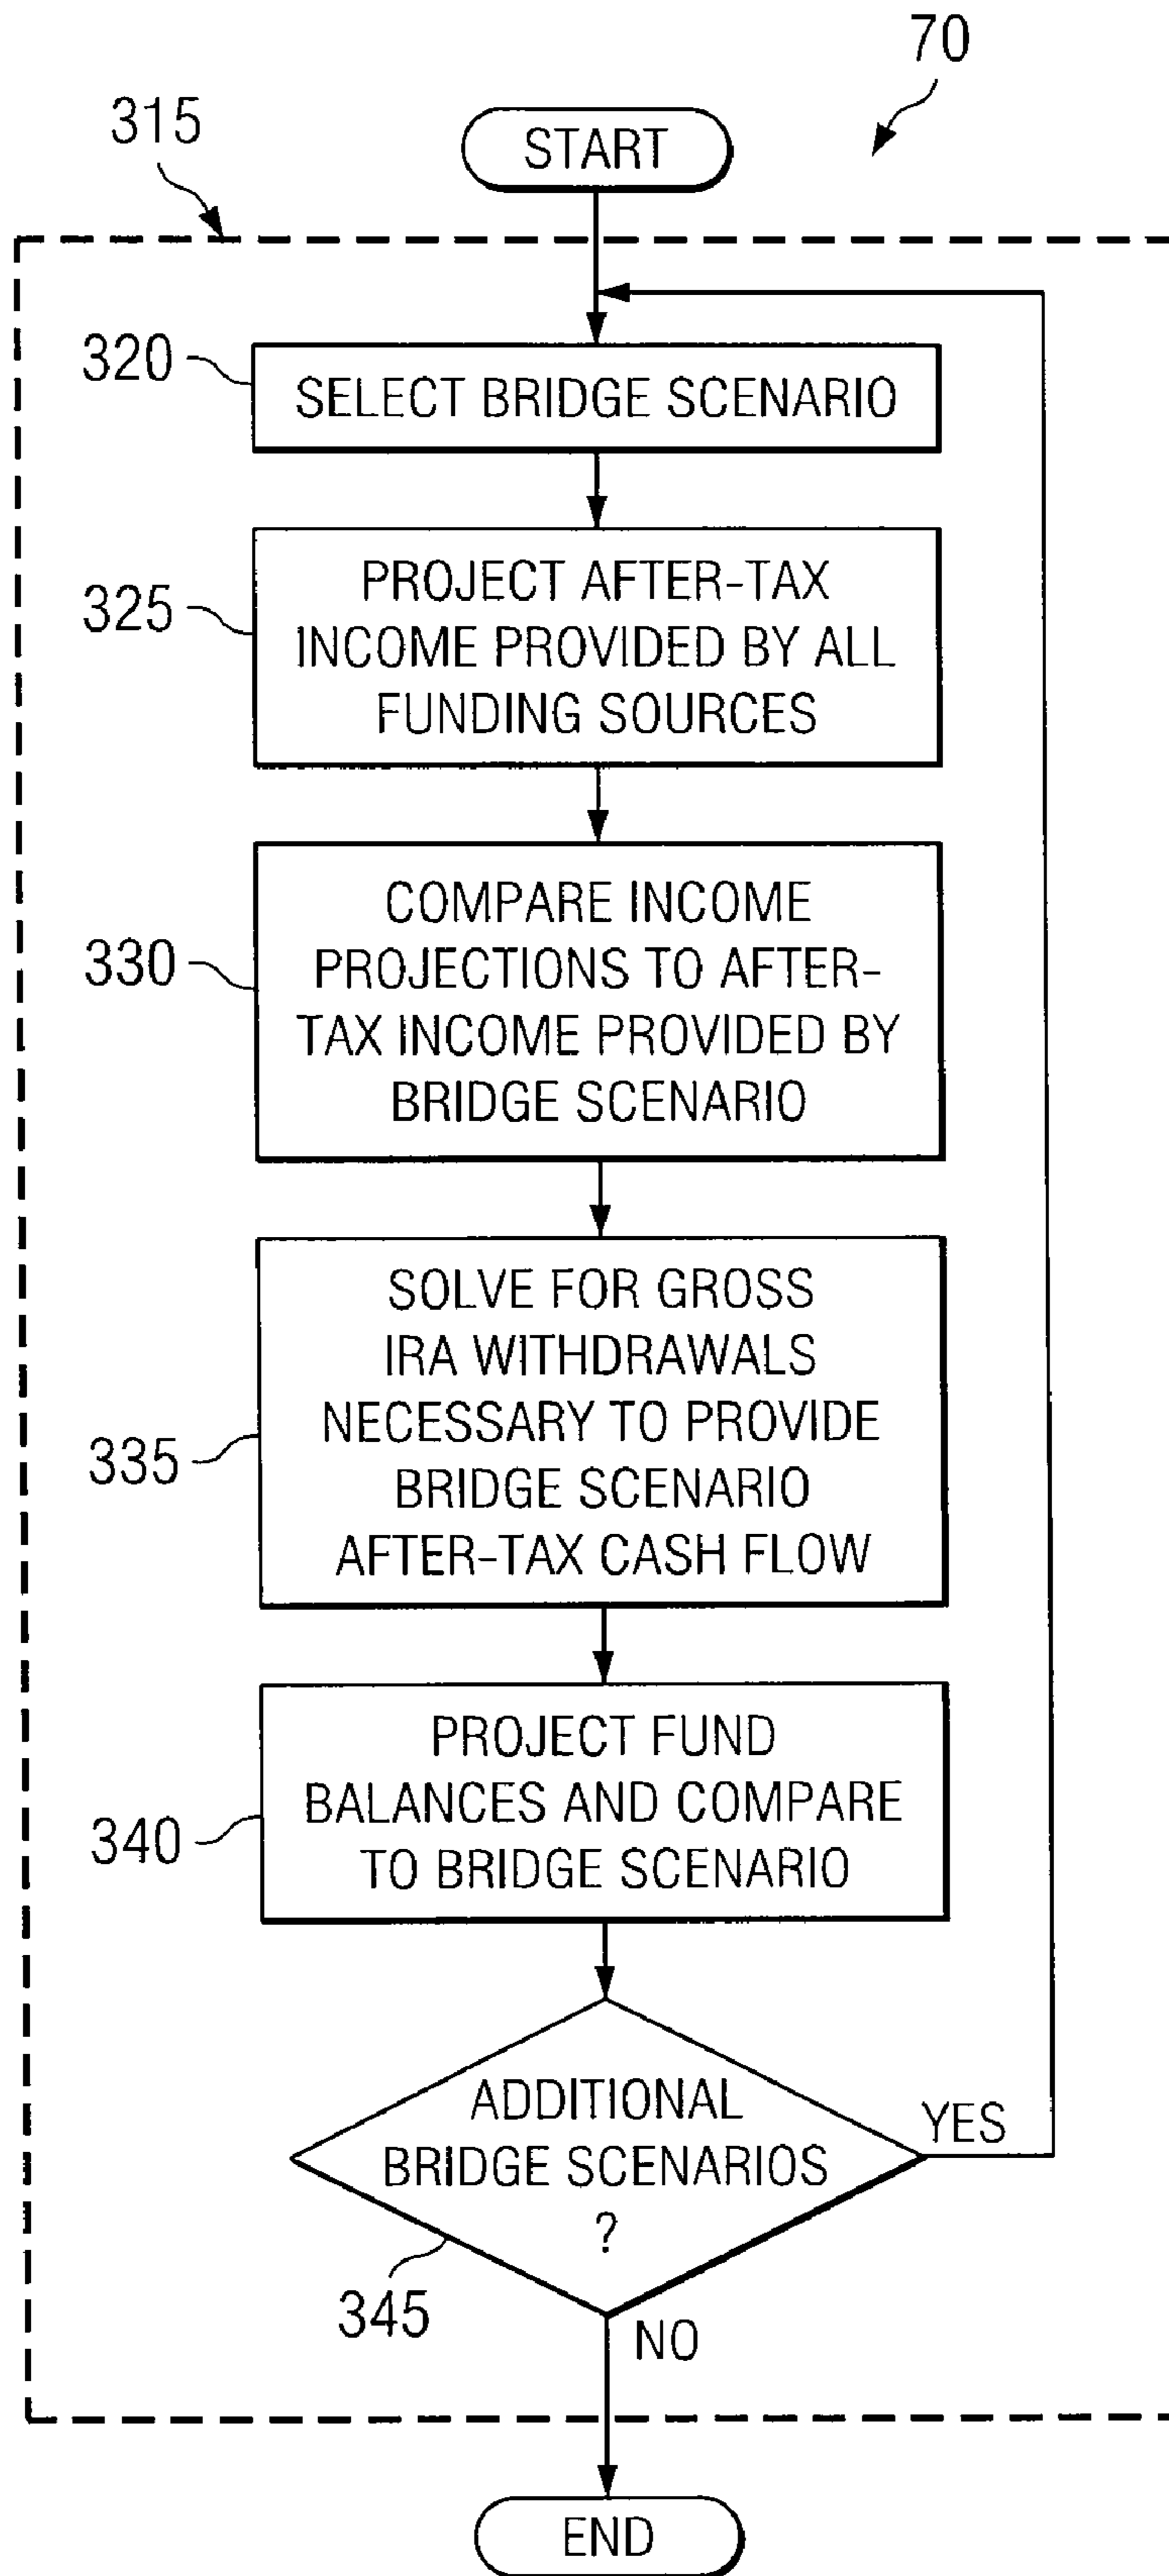 70
315
START
320
SELECT BRIDGE SCENARIO
325
PROJECT AFTER-TAX
INCOME PROVIDED BY ALL
FUNDING SOURCES
330
COMPARE INCOME
PROJECTIONS TO AFTER-
TAX INCOME PROVIDED BY
BRIDGE SCENARIO
335
SOLVE FOR GROSS
IRA WITHDRAWALS
NECESSARY TO PROVIDE
BRIDGE SCENARIO
AFTER-TAX CASH FLOW
340
PROJECT FUND
BALANCES AND COMPARE
TO BRIDGE SCENARIO
ADDITIONAL
BRIDGE SCENARIOS
?
YES
345
NO
END